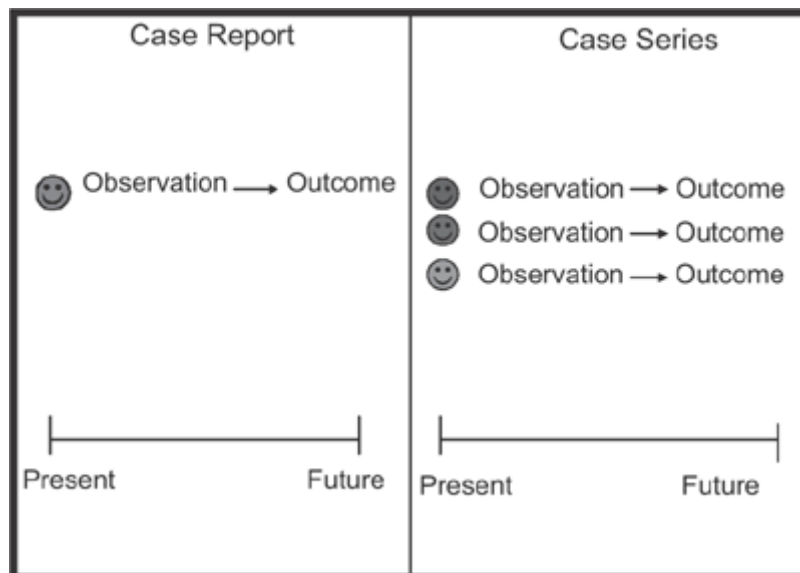 Case Report
Observation → Outcome
Present Future
Case Series
Observation → Outcome
Observation → Outcome
Observation → Outcome
Present Future